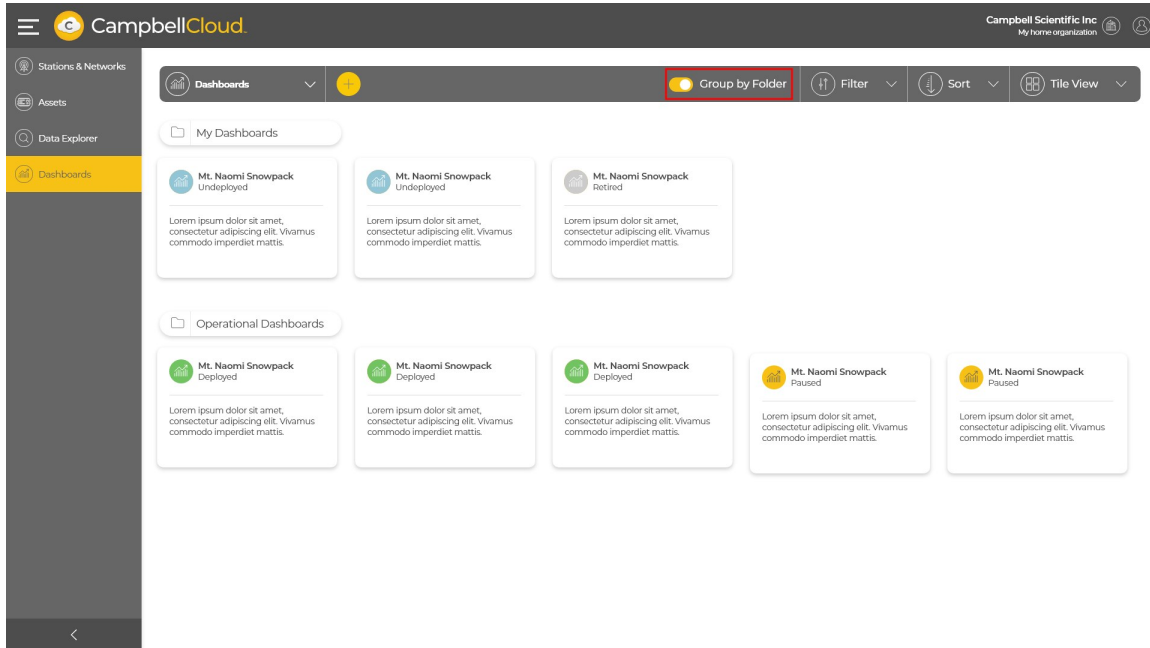 CampbellCloud.
Campbell Scientific Inc
My home organization
Stations & Networks
Assets
Data Explorer
Dashboards
Dashboards
Group by Folder
Filter
Sort
Tile View
My Dashboards
Mt. Naomi Snowpack
Undeployed
Lorem ipsum dolor sit amet,
consectetur adipiscing elit. Vivamus
commodo imperdiet mattis.
Mt. Naomi Snowpack
Undeployed
Lorem ipsum dolor sit amet,
consectetur adipiscing elit. Vivamus
commodo imperdiet mattis.
Mt. Naomi Snowpack
Retired
Lorem ipsum dolor sit amet,
consectetur adipiscing elit. Vivamus
commodo imperdiet mattis.
Operational Dashboards
Mt. Naomi Snowpack
Deployed
Lorem ipsum dolor sit amet,
consectetur adipiscing elit. Vivamus
commodo imperdiet mattis.
Mt. Naomi Snowpack
Deployed
Lorem ipsum dolor sit amet,
consectetur adipiscing elit. Vivamus
commodo imperdiet mattis.
Mt. Naomi Snowpack
Deployed
Lorem ipsum dolor sit amet,
consectetur adipiscing elit. Vivamus
commodo imperdiet mattis.
Mt. Naomi Snowpack
Paused
Lorem ipsum dolor sit amet,
consectetur adipiscing elit. Vivamus
commodo imperdiet mattis.
Mt. Naomi Snowpack
Paused
Lorem ipsum dolor sit amet,
consectetur adipiscing elit. Vivamus
commodo imperdiet mattis.